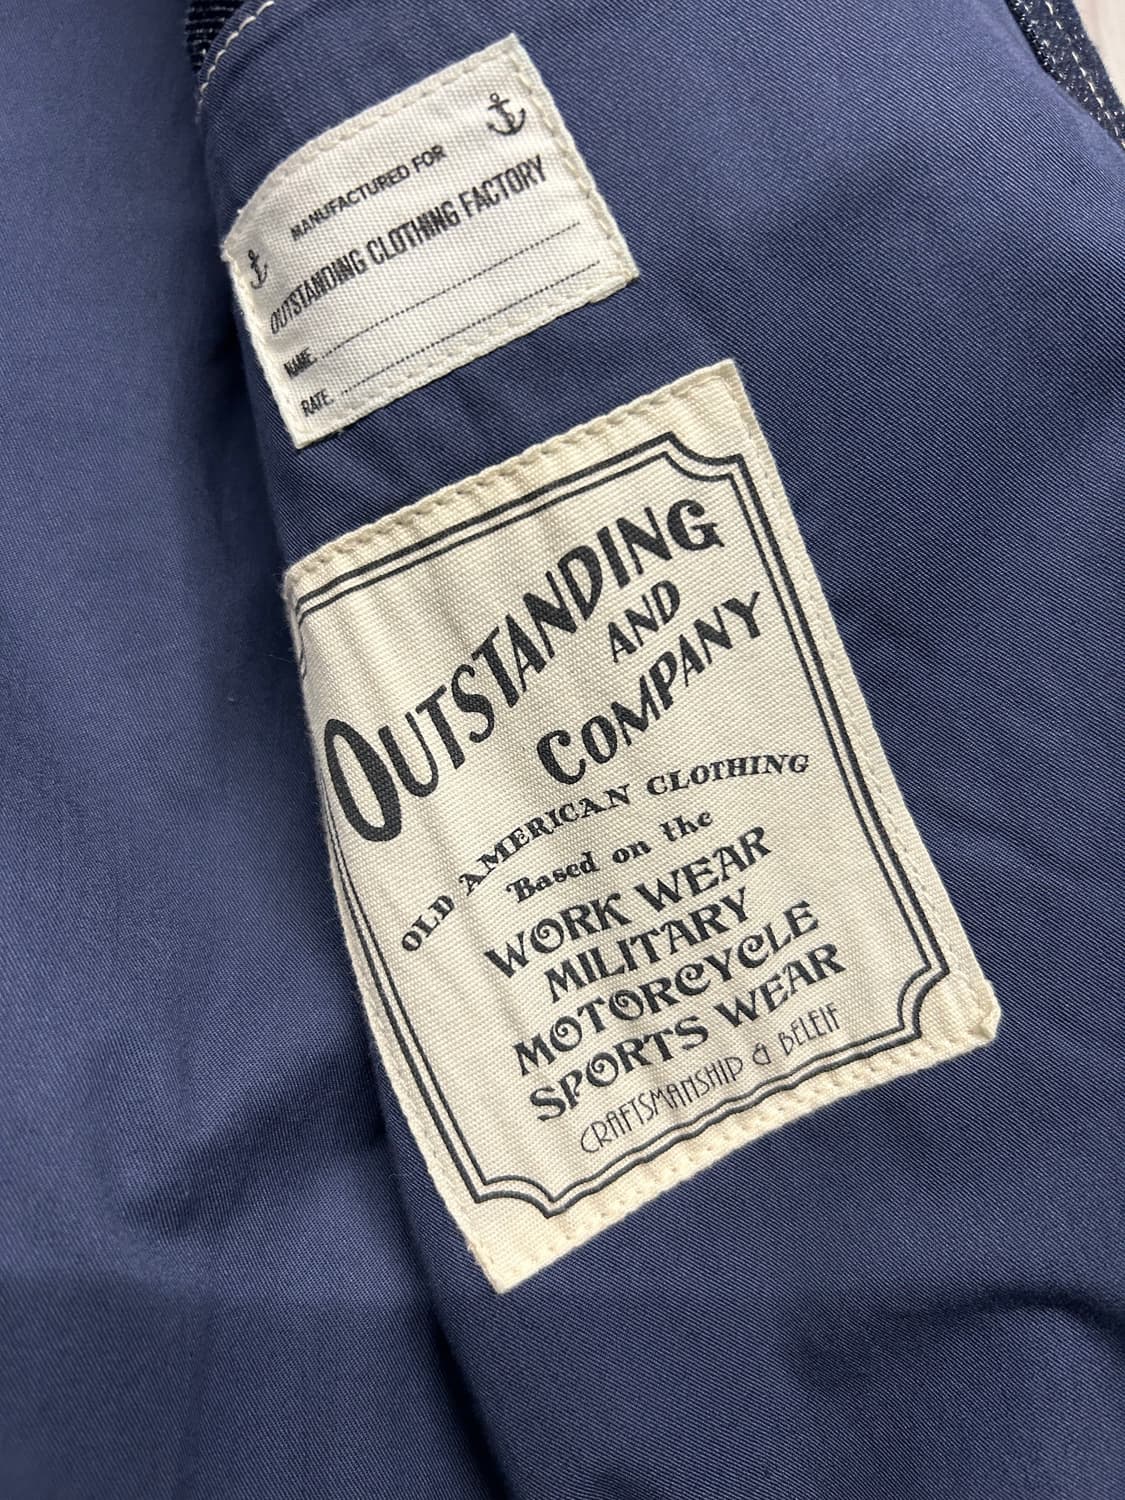 MANUFACTURED FOR
OUTSTANDING CLOTHING FACTORY
NAME.
RATE.
OUTSTANDING
AND
COMPANY
OLD AMERICAN CLOTHING
Based on the
WORK WEAR
MILITARY
MOTORCYCLE
SPORTS WEAR
CRAFTSMANSHIP & BELEIF